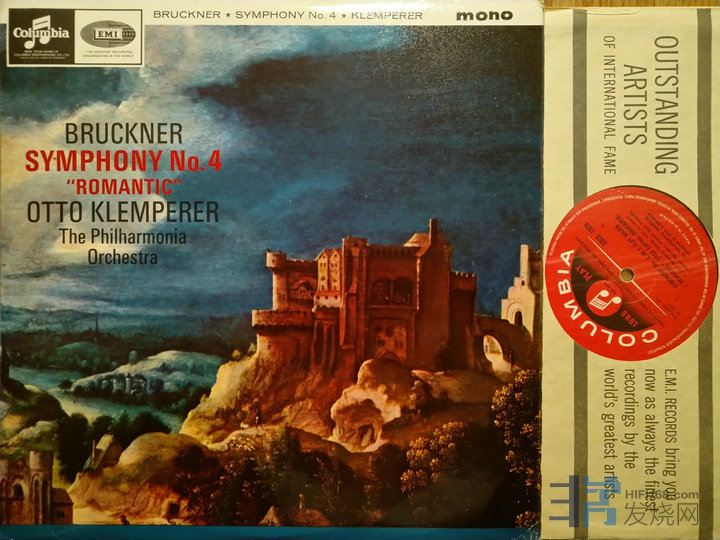 BRUCKNER ★ SYMPHONY No. 4 ★ KLEMPERER
mono
Columbia
EMI
BRUCKNER
SYMPHONY No. 4
"ROMANTIC"
OTTO KLEMPERER
The Philharmonia
Orchestra
OUTSTANDING
ARTISTS
OF INTERNATIONAL FAME
LONG PLAY
COLUMBIA
E.M.I. RECORDS bring you
now as always the finest
recordings by the
world's greatest artists
发烧网